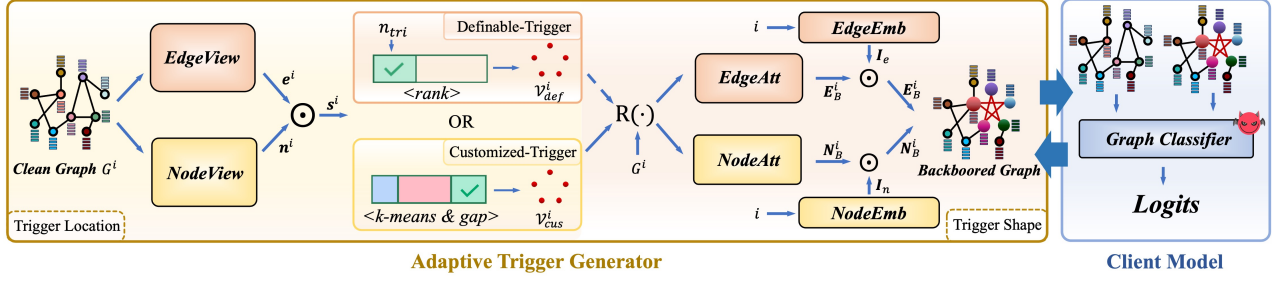 EdgeView
NodeView
Clean Graph G^i
e^i
n^i
s^i
Trigger Location
Definable-Trigger
n_tri
<rank>
V^i_def
OR
Customized-Trigger
<k-means & gap>
V^i_cus
R(·)
G^i
i
EdgeEmb
I_e
EdgeAtt
E^i_B
E^i_B
NodeAtt
N^i_B
N^i_B
I_n
i
NodeEmb
Backboored Graph
Trigger Shape
Graph Classifier
Logits
Adaptive Trigger Generator
Client Model